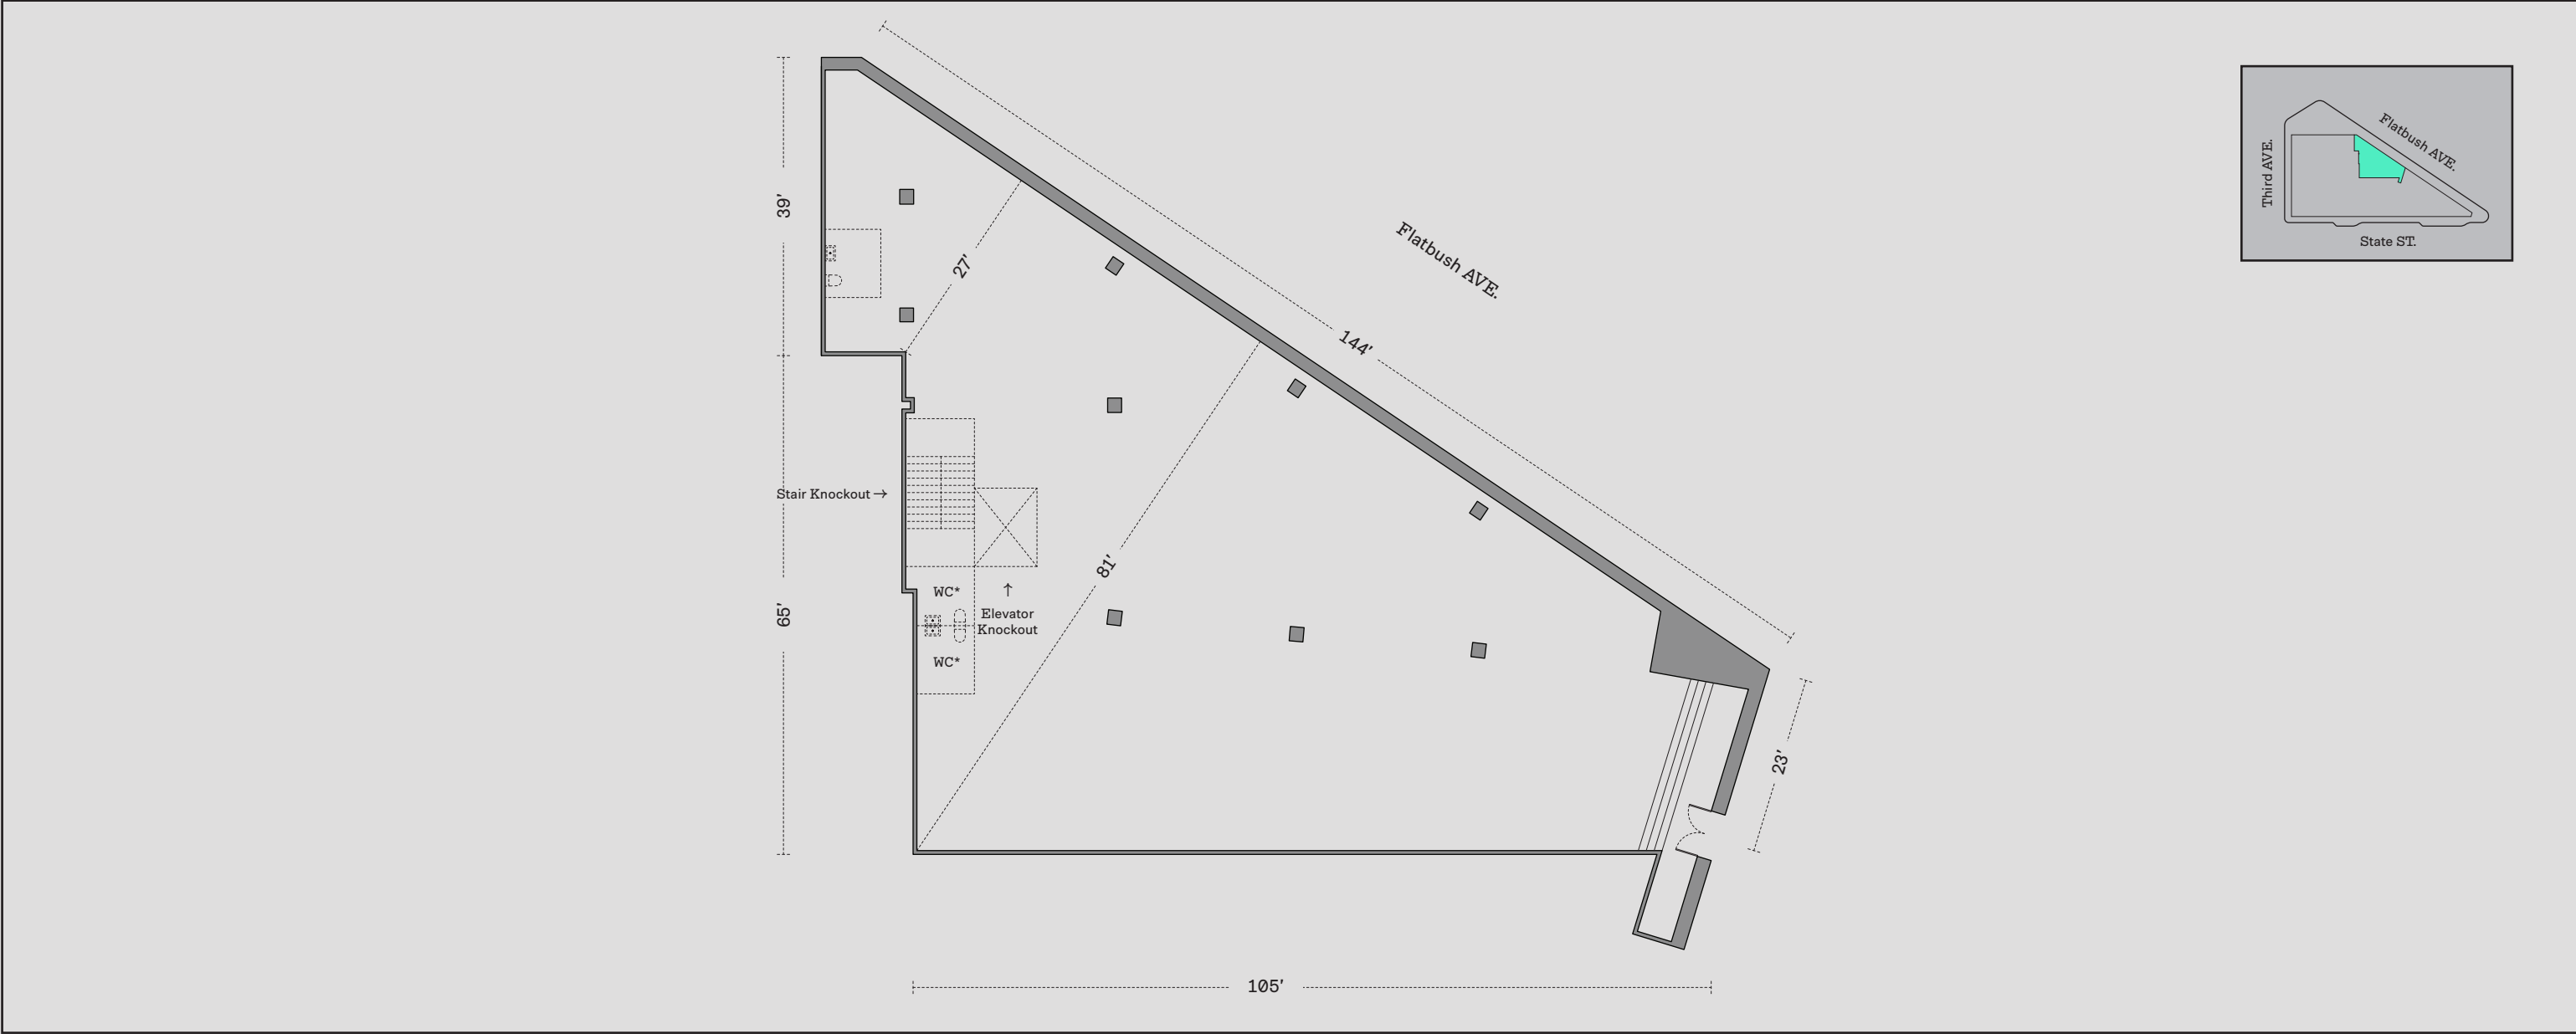 39'
27'
Flatbush AVE.
144'
Stair Knockout →
81'
WC*
↑
Elevator
Knockout
65'
WC*
23'
105'
Third AVE.
Flatbush AVE.
State ST.